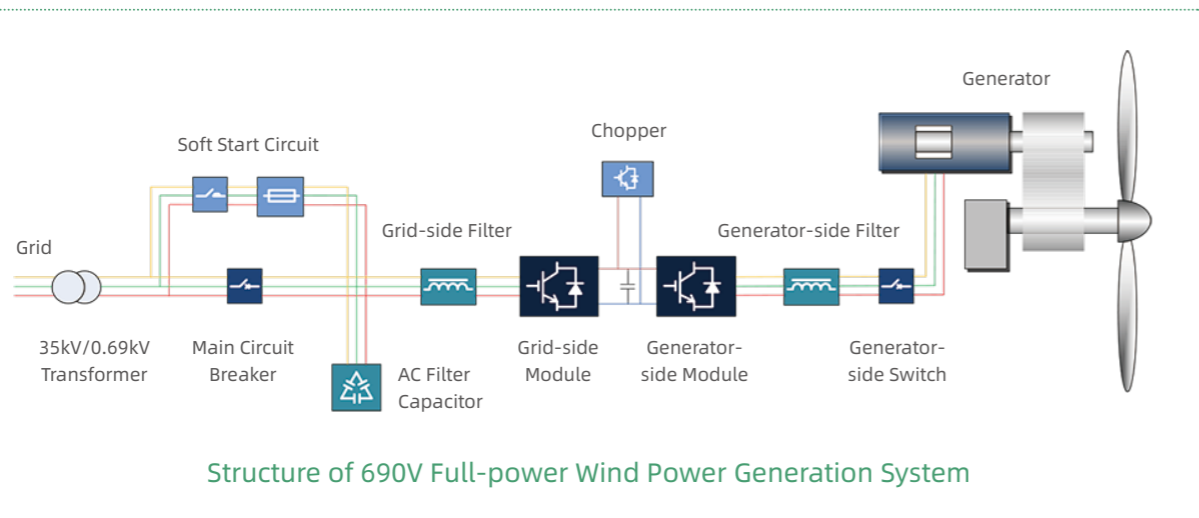 Generator
Chopper
Soft Start Circuit
Grid-side Filter
Generator-side Filter
Grid
35kV/0.69kV
Transformer
Main Circuit
Breaker
AC Filter
Capacitor
Grid-side
Module
Generator-
side Module
Generator-
side Switch
Structure of 690V Full-power Wind Power Generation System